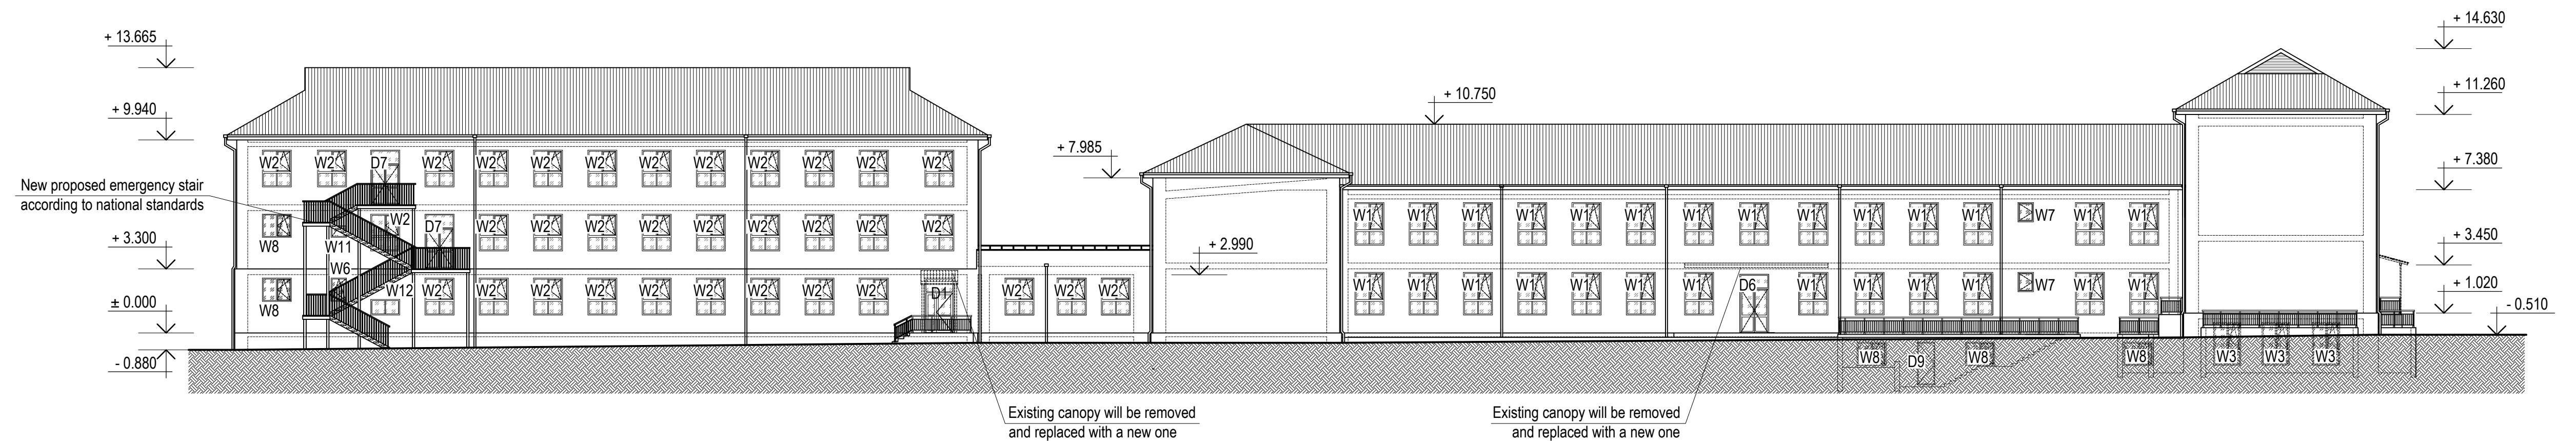 + 13.665
+ 14.630
+ 9.940
+ 10.750
+ 11.260
+ 7.985
+ 7.380
W2 W2 D7 W2 W2 W2 W2 W2 W2 W2 W2 W2 W2
New proposed emergency stair
according to national standards
W2 D7 W2 W2 W2 W2 W2 W2 W2 W2 W2
W1 W1 W1 W1 W1 W1 W1 W1 W1 W1 W1 W1 W7 W1 W1
+ 3.300
W8 W11
+ 2.990
+ 3.450
W6
± 0.000
W12 W2 W2 W2 W2 W2 W2 W2 W2 W2 D1 W2 W2 W2
W1 W1 W1 W1 W1 W1 W1 D6 W1 W1 W1 W1 W7 W1 W1
+ 1.020
- 0.510
W8
- 0.880
W8 D9 W8 W8 W3 W3 W3
Existing canopy will be removed
and replaced with a new one
Existing canopy will be removed
and replaced with a new one